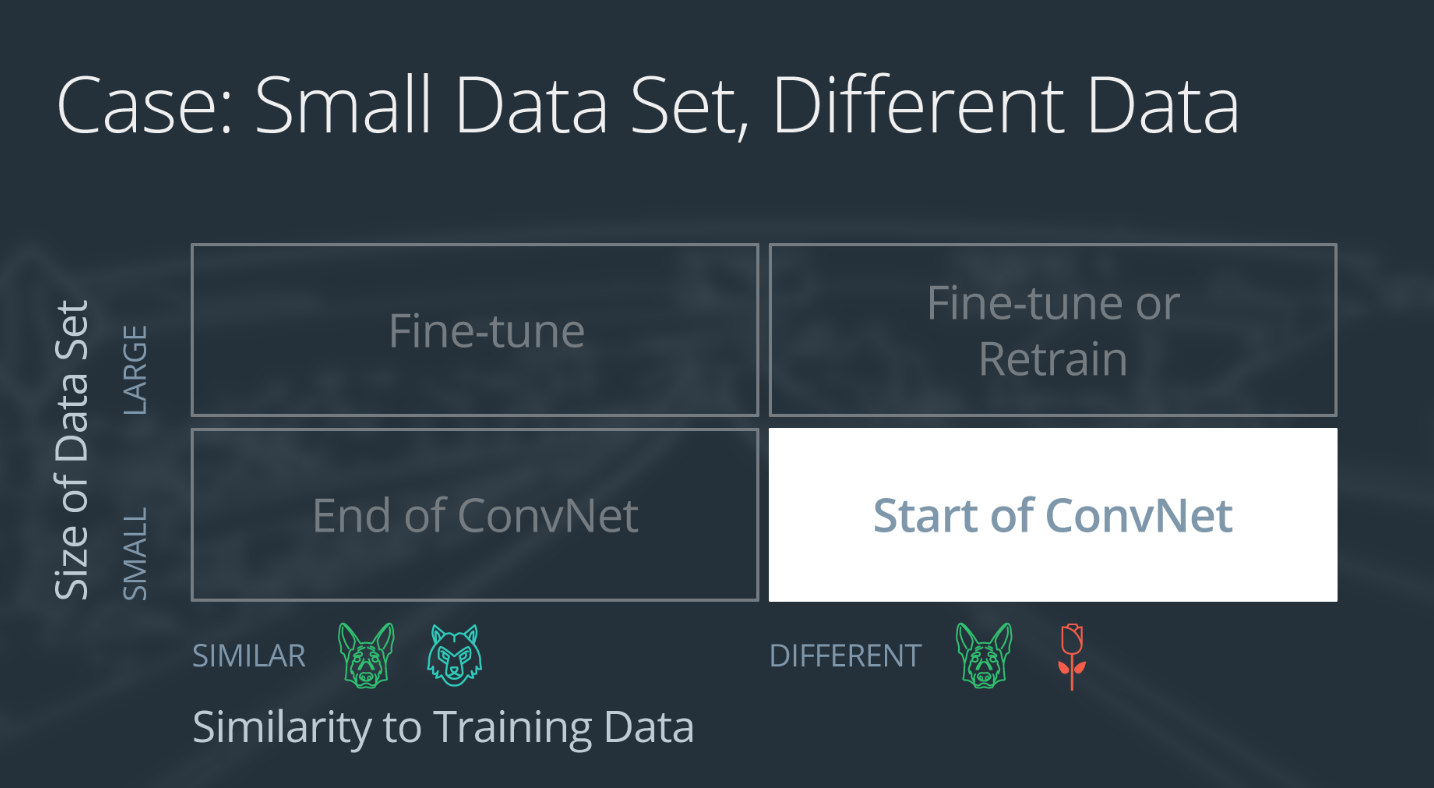 Case: Small Data Set, Different Data
Size of Data Set
LARGE
SMALL
Fine-tune
Fine-tune or
Retrain
End of ConvNet
Start of ConvNet
SIMILAR
DIFFERENT
Similarity to Training Data